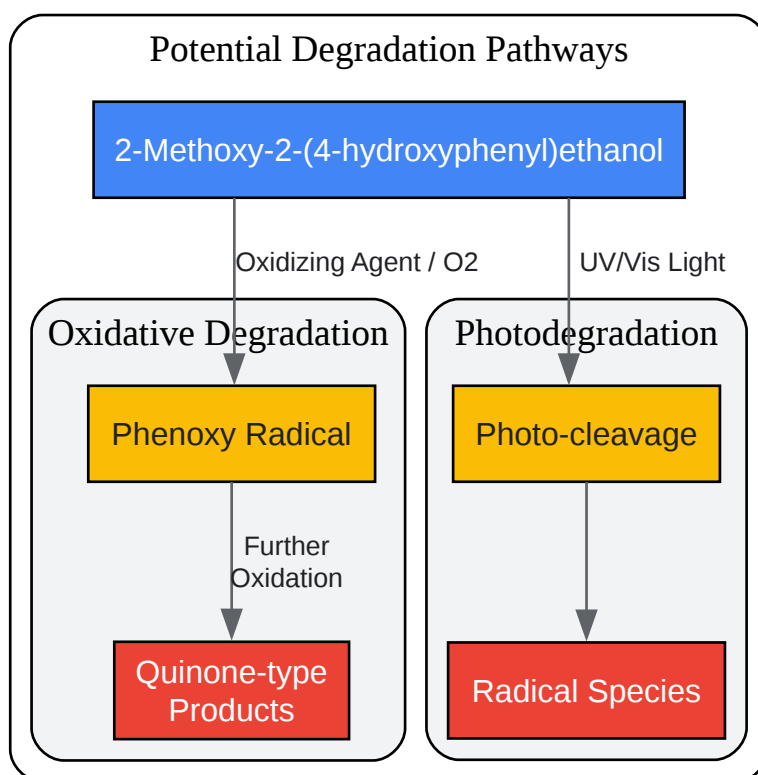 Potential Degradation Pathways
2-Methoxy-2-(4-hydroxyphenyl)ethanol
Oxidizing Agent / O2
UV/Vis Light
Oxidative Degradation
Photodegradation
Phenoxy Radical
Photo-cleavage
Further
Oxidation
Quinone-type
Products
Radical Species